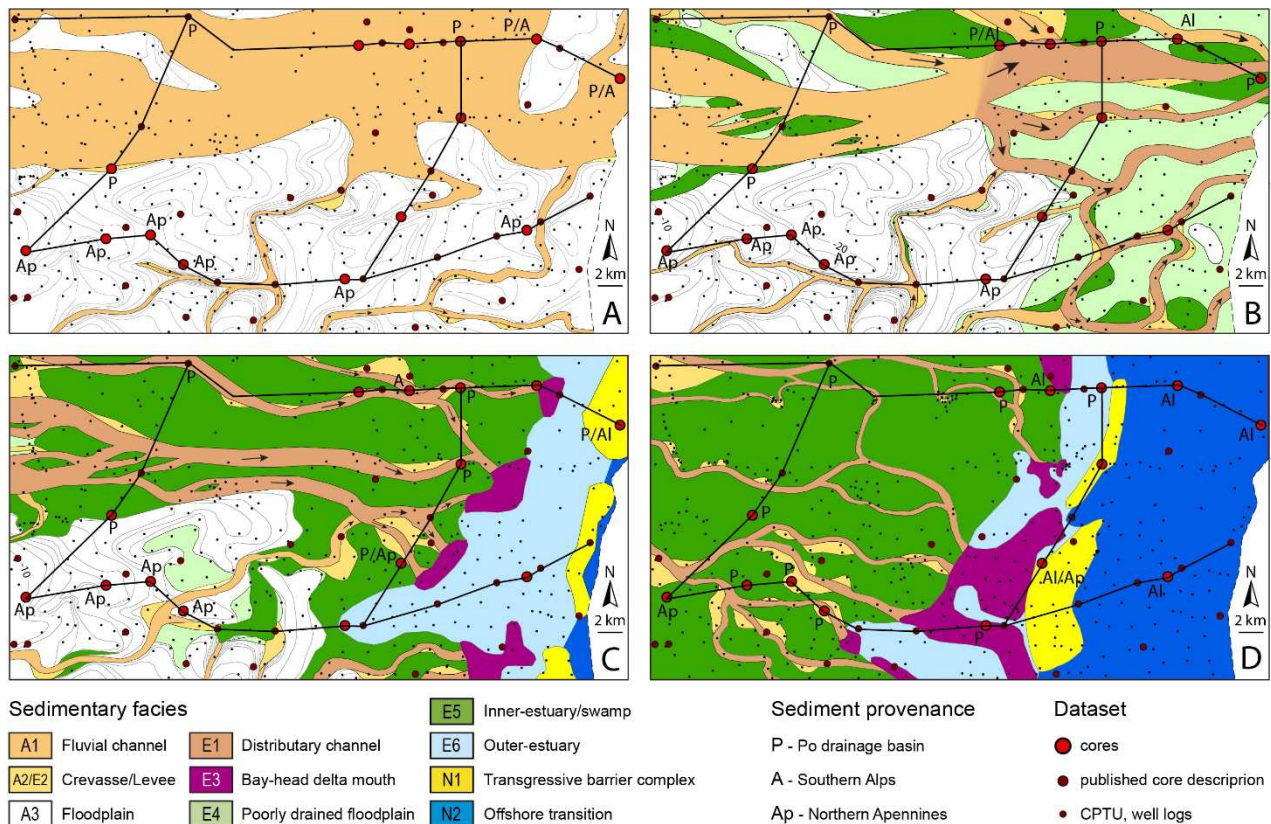 P
P
P/A
P/A
P
Ap
Ap
Ap
Ap
Ap
Ap
N
2 km
A
P
P/Al
P
Al
P
P
-10
Ap
Ap
-20
Ap
Ap
Ap
N
2 km
B
P
A
P
P/Al
P
P
P/Ap
-10
Ap
Ap
Ap
Ap
N
2 km
C
P
P
Al
P
Al
Al
P
Al/Ap
Ap
P
P
P
P
Al
N
2 km
D
Sedimentary facies
A1 Fluvial channel
A2/E2 Crevasse/Levee
A3 Floodplain
E1 Distributary channel
E3 Bay-head delta mouth
E4 Poorly drained floodplain
E5 Inner-estuary/swamp
E6 Outer-estuary
N1 Transgressive barrier complex
N2 Offshore transition
Sediment provenance
P - Po drainage basin
A - Southern Alps
Ap - Northern Apennines
Dataset
cores
published core descriprion
CPTU, well logs